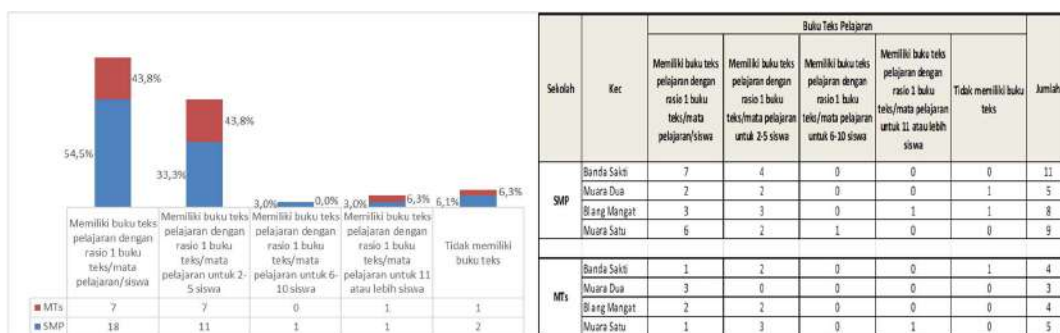 43,8%
43,8%
54,5%
33,3%
3,0% 0,0% 3,0% 6,3% 6,1% 6,3%
Memiliki buku teks pelajaran dengan rasio 1 buku teks/mata pelajaran/siswa
Memiliki buku teks pelajaran dengan rasio 1 buku teks/mata pelajaran untuk 2-5 siswa
Memiliki buku teks pelajaran dengan rasio 1 buku teks/mata pelajaran untuk 6-10 siswa
Memiliki buku teks pelajaran dengan rasio 1 buku teks/mata pelajaran untuk 11 atau lebih siswa
Tidak memiliki buku teks
MTs 7 7 0 1 1
SMP 18 11 1 1 2
Buku Teks Pelajaran
Sekolah
Kec
Memiliki buku teks pelajaran dengan rasio 1 buku teks/mata pelajaran/siswa
Memiliki buku teks pelajaran dengan rasio 1 buku teks/mata pelajaran untuk 2-5 siswa
Memiliki buku teks pelajaran dengan rasio 1 buku teks/mata pelajaran untuk 6-10 siswa
Memiliki buku teks pelajaran dengan rasio 1 buku teks/mata pelajaran untuk 11 atau lebih siswa
Tidak memiliki buku teks
Jumlah
SMP
Banda Sakti 7 4 0 0 0 11
Muara Dua 2 2 0 0 1 5
Blang Mangat 3 3 0 1 1 8
Muara Satu 6 2 1 0 0 9
MTs
Banda Sakti 1 2 0 0 1 4
Muara Dua 3 0 0 0 0 3
Blang Mangat 2 2 0 0 0 4
Muara Satu 1 3 0 1 0 5